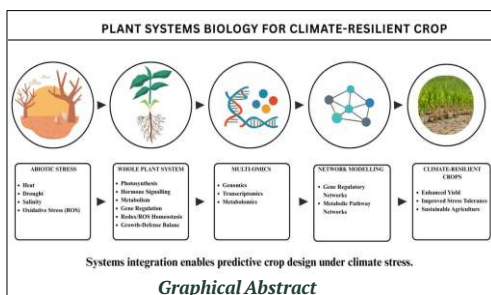 PLANT SYSTEMS BIOLOGY FOR CLIMATE-RESILIENT CROP
ABIOTIC STRESS
• Heat
• Drought
• Salinity
• Oxidative Stress (ROS)
WHOLE PLANT SYSTEM
• Photosynthesis
• Hormone Signalling
• Metabolism
• Gene Regulation
• Redox/ROS Homeostasis
• Growth-Defense Balanc
MULTI-OMICS
• Genomics
• Transcriptomics
• Metabolomics
NETWORK MODELLING
• Gene Regulatory
Networks
• Metabolic Pathway
Networks
CLIMATE-RESILIENT
CROPS
• Enhanced Yield
• Improved Stress Tolerance
• Sustainable Agriculture
Systems integration enables predictive crop design under climate stress.
Graphical Abstract